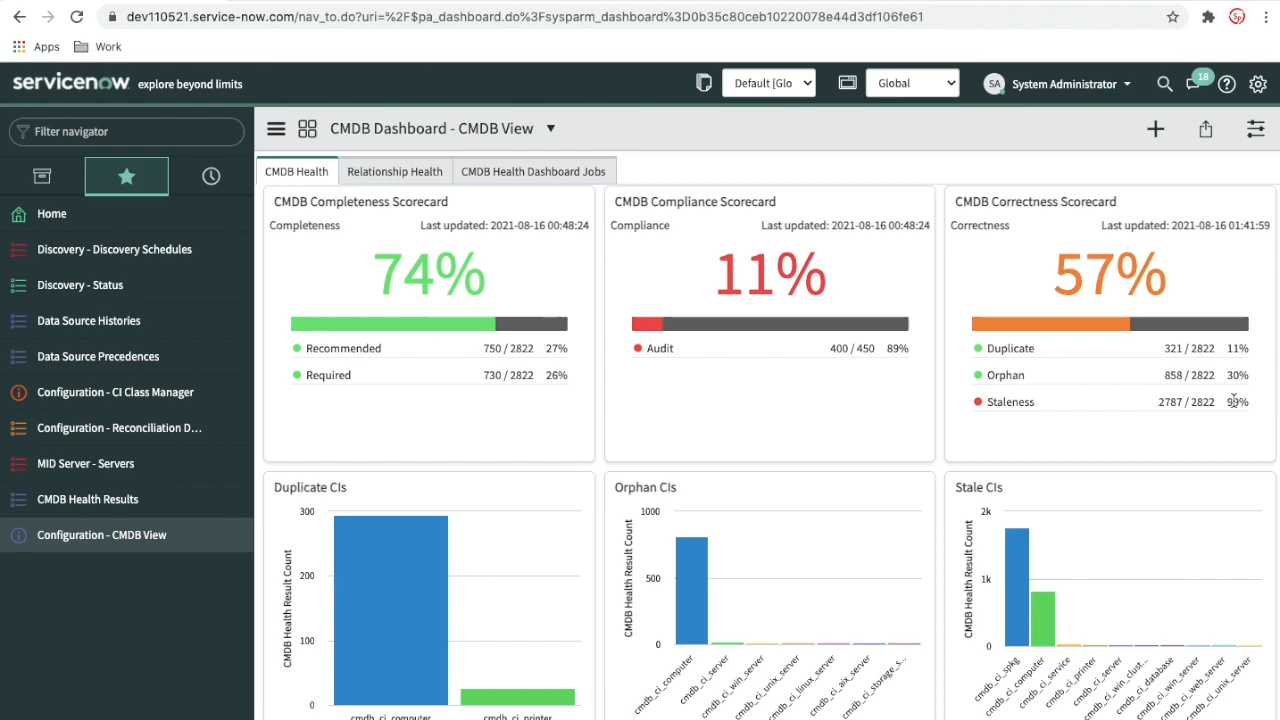 dev110521.service-now.com/nav_to.do?uri=%2F$pa_dashboard.do%3Fsysparm_dashboard%3D0b35c80ceb10220078e44d3df106fe61
Sp
Apps Work
servicenow explore beyond limits
Default [Glo
Global
SA System Administrator
18
Filter navigator
CMDB Dashboard - CMDB View
CMDB Health
Relationship Health
CMDB Health Dashboard Jobs
Home
Discovery - Discovery Schedules
Discovery - Status
Data Source Histories
Data Source Precedences
Configuration - CI Class Manager
Configuration - Reconciliation D...
MID Server - Servers
CMDB Health Results
Configuration - CMDB View
CMDB Completeness Scorecard
Completeness Last updated: 2021-08-16 00:48:24
74%
Recommended 750 / 2822 27%
Required 730 / 2822 26%
CMDB Compliance Scorecard
Compliance Last updated: 2021-08-16 00:48:24
11%
Audit 400 / 450 89%
CMDB Correctness Scorecard
Correctness Last updated: 2021-08-16 01:41:59
57%
Duplicate 321 / 2822 11%
Orphan 858 / 2822 30%
Staleness 2787 / 2822 99%
Duplicate CIs
CMDB Health Result Count
300
200
100
0
cmdb_ci_computer
cmdb_ci_printer
Orphan CIs
CMDB Health Result Count
1000
500
0
cmdb_ci_computer
cmdb_ci_server
cmdb_ci_win_server
cmdb_ci_unix_server
cmdb_ci_linux_server
cmdb_ci_aix_server
cmdb_ci_storage_s...
Stale CIs
CMDB Health Result Count
2k
1k
0
cmdb_ci_spkg
cmdb_ci_computer
cmdb_ci_service
cmdb_ci_printer
cmdb_ci_server
cmdb_ci_win_clust...
cmdb_ci_database
cmdb_ci_win_server
cmdb_ci_web_server
cmdb_ci_unix_server